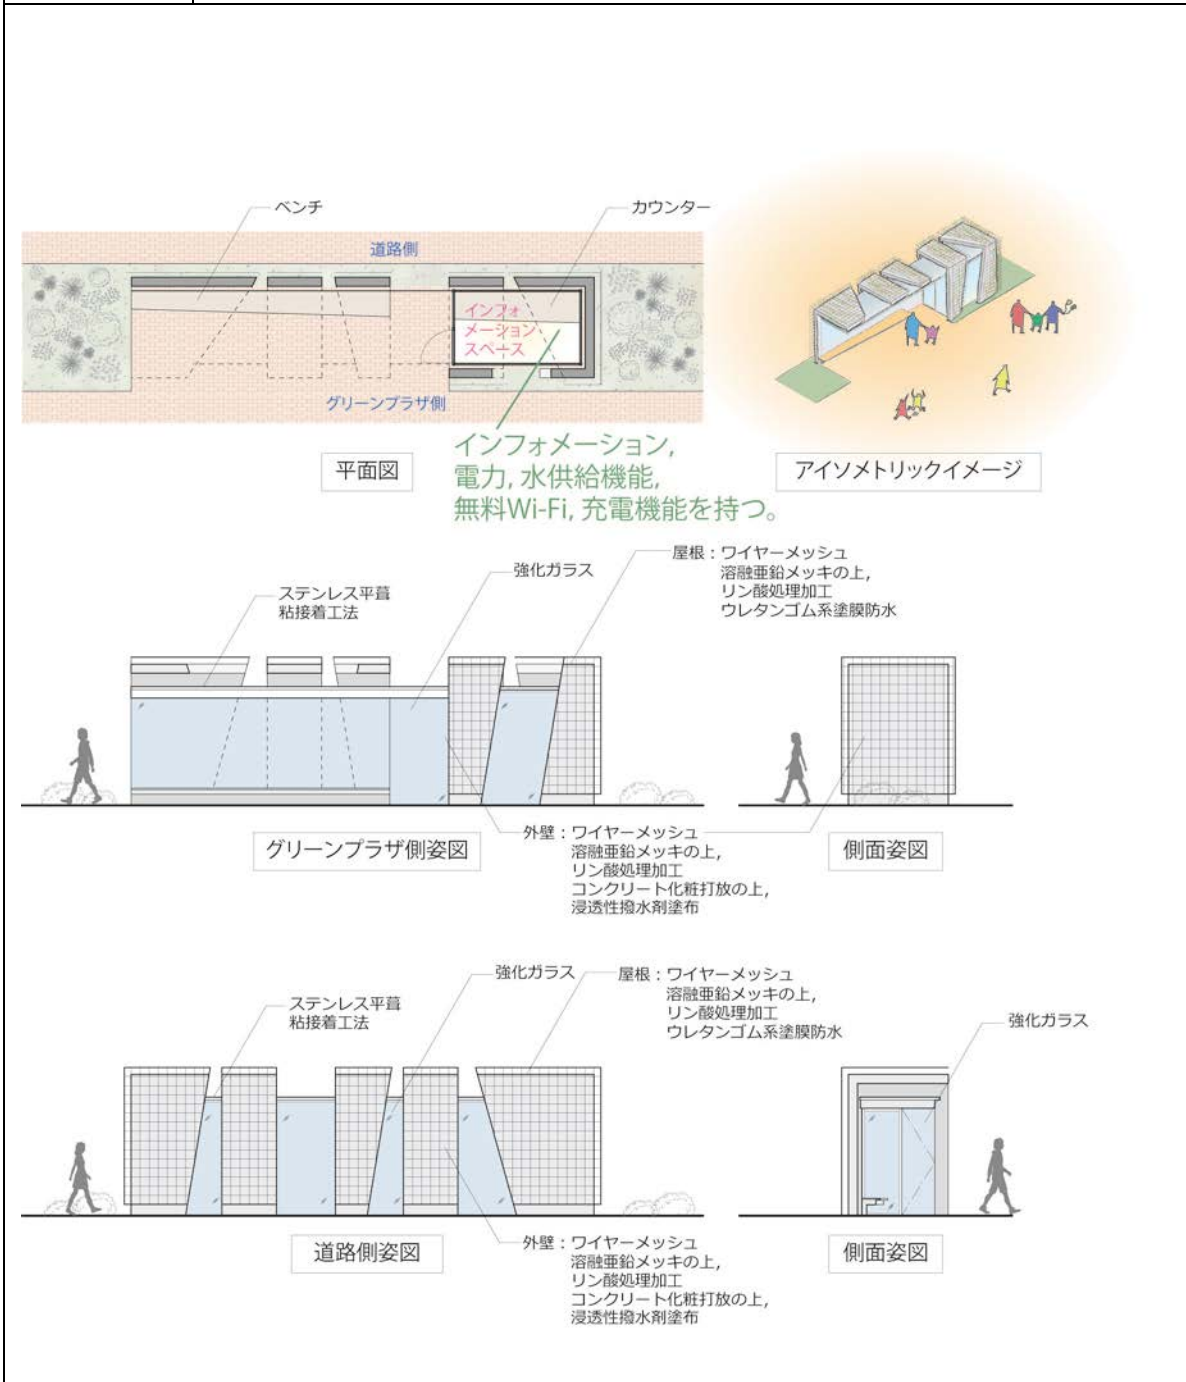 ベンチ
カウンター
道路側
インフォ
メーション
スペース
グリーンプラザ側
平面図
インフォメーション,
電力, 水供給機能,
無料Wi-Fi, 充電機能を持つ。
アイソメトリックイメージ
ステンレス平葺
粘接着工法
強化ガラス
屋根：ワイヤーメッシュ
溶融亜鉛メッキの上,
リン酸処理加工
ウレタンゴム系塗膜防水
グリーンプラザ側姿図
外壁：ワイヤーメッシュ
溶融亜鉛メッキの上,
リン酸処理加工
コンクリート化粧打放の上,
浸透性撥水剤塗布
側面姿図
ステンレス平葺
粘接着工法
強化ガラス
屋根：ワイヤーメッシュ
溶融亜鉛メッキの上,
リン酸処理加工
ウレタンゴム系塗膜防水
強化ガラス
道路側姿図
外壁：ワイヤーメッシュ
溶融亜鉛メッキの上,
リン酸処理加工
コンクリート化粧打放の上,
浸透性撥水剤塗布
側面姿図